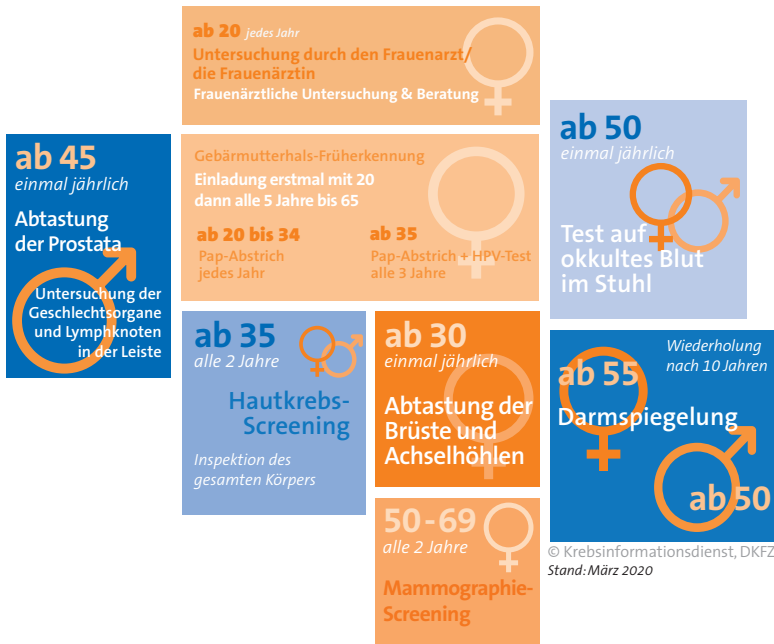 ab 20 jedes Jahr
Untersuchung durch den Frauenarzt/
die Frauenärztin
Frauenärztliche Untersuchung & Beratung
ab 45
einmal jährlich
Abtastung
der Prostata
Untersuchung der
Geschlechtsorgane
und Lymphknoten
in der Leiste
Gebärmutterhals-Früherkennung
Einladung erstmal mit 20
dann alle 5 Jahre bis 65
ab 20 bis 34
Pap-Abstrich
jedes Jahr
ab 35
Pap-Abstrich + HPV-Test
alle 3 Jahre
ab 50
einmal jährlich
Test auf
okkultes Blut
im Stuhl
ab 35
alle 2 Jahre
Hautkrebs-
Screening
Inspektion des
gesamten Körpers
ab 30
einmal jährlich
Abtastung der
Brüste und
Achselhöhlen
Wiederholung
nach 10 Jahren
ab 55
Darmspiegelung
ab 50
50-69
alle 2 Jahre
Mammographie-
Screening
© Krebsinformationsdienst, DKFZ
Stand: März 2020